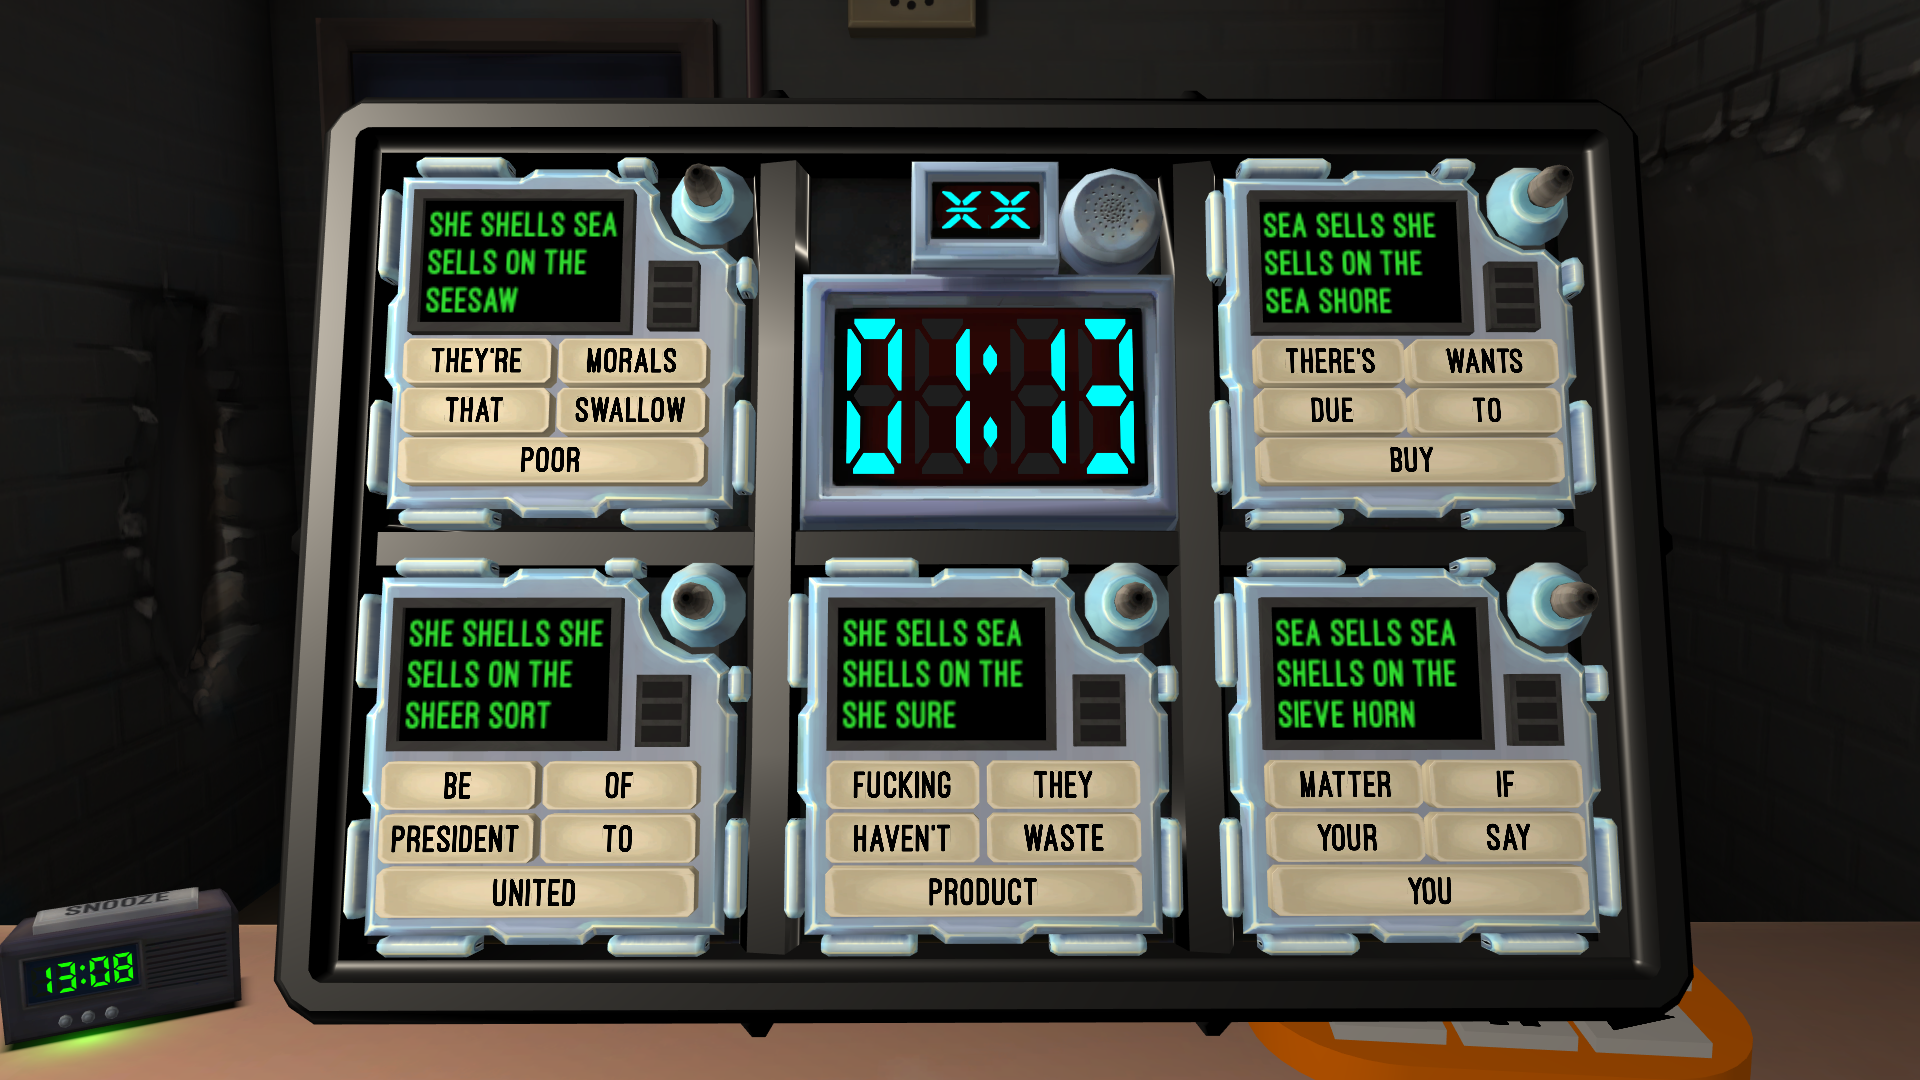 SHE SHELLS SEA
SELLS ON THE
SEESAW
THEY'RE
MORALS
THAT
SWALLOW
POOR
XX
01:13
SEA SELLS SHE
SELLS ON THE
SEA SHORE
THERE'S
WANTS
DUE
TO
BUY
SHE SHELLS SHE
SELLS ON THE
SHEER SORT
BE
OF
PRESIDENT
TO
UNITED
SHE SELLS SEA
SHELLS ON THE
SHE SURE
FUCKING
THEY
HAVEN'T
WASTE
PRODUCT
SEA SELLS SEA
SHELLS ON THE
SIEVE HORN
MATTER
IF
YOUR
SAY
YOU
SNOOZE
13:08